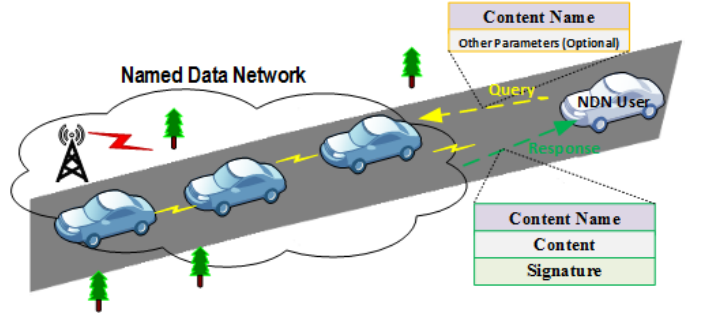 Content Name
Other Parameters (Optional)
Named Data Network
Query
NDN User
Response
Content Name
Content
Signature